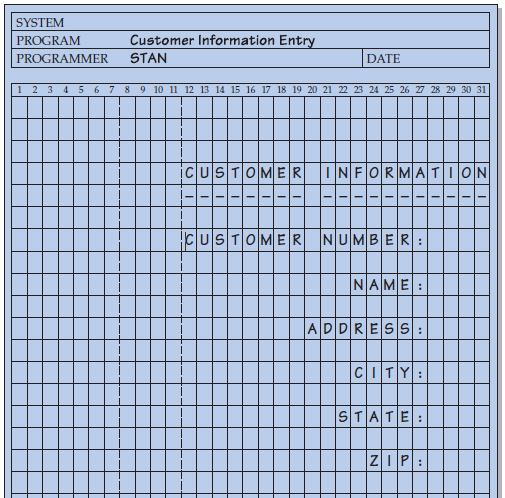 SYSTEM
PROGRAM Customer Information Entry
PROGRAMMER STAN DATE
1 2 3 4 5 6 7 8 9 10 11 12 13 14 15 16 17 18 19 20 21 22 23 24 25 26 27 28 29 30 31
CUSTOMER INFORMATION
-------- -----------
CUSTOMER NUMBER:
NAME:
ADDRESS:
CITY:
STATE:
ZIP: